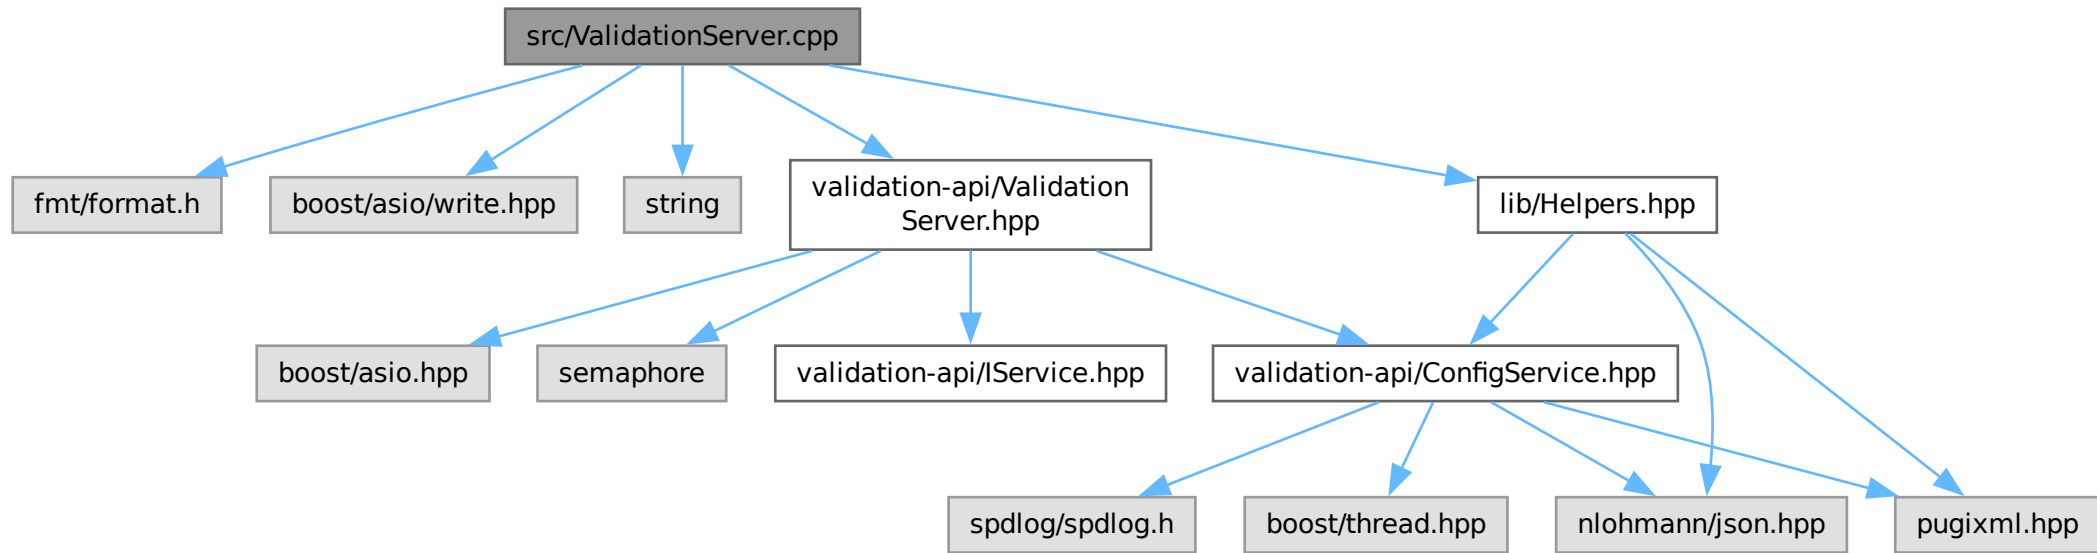 src/ValidationServer.cpp
fmt/format.h
boost/asio/write.hpp
string
validation-api/Validation
Server.hpp
lib/Helpers.hpp
boost/asio.hpp
semaphore
validation-api/IService.hpp
validation-api/ConfigService.hpp
spdlog/spdlog.h
boost/thread.hpp
nlohmann/json.hpp
pugixml.hpp